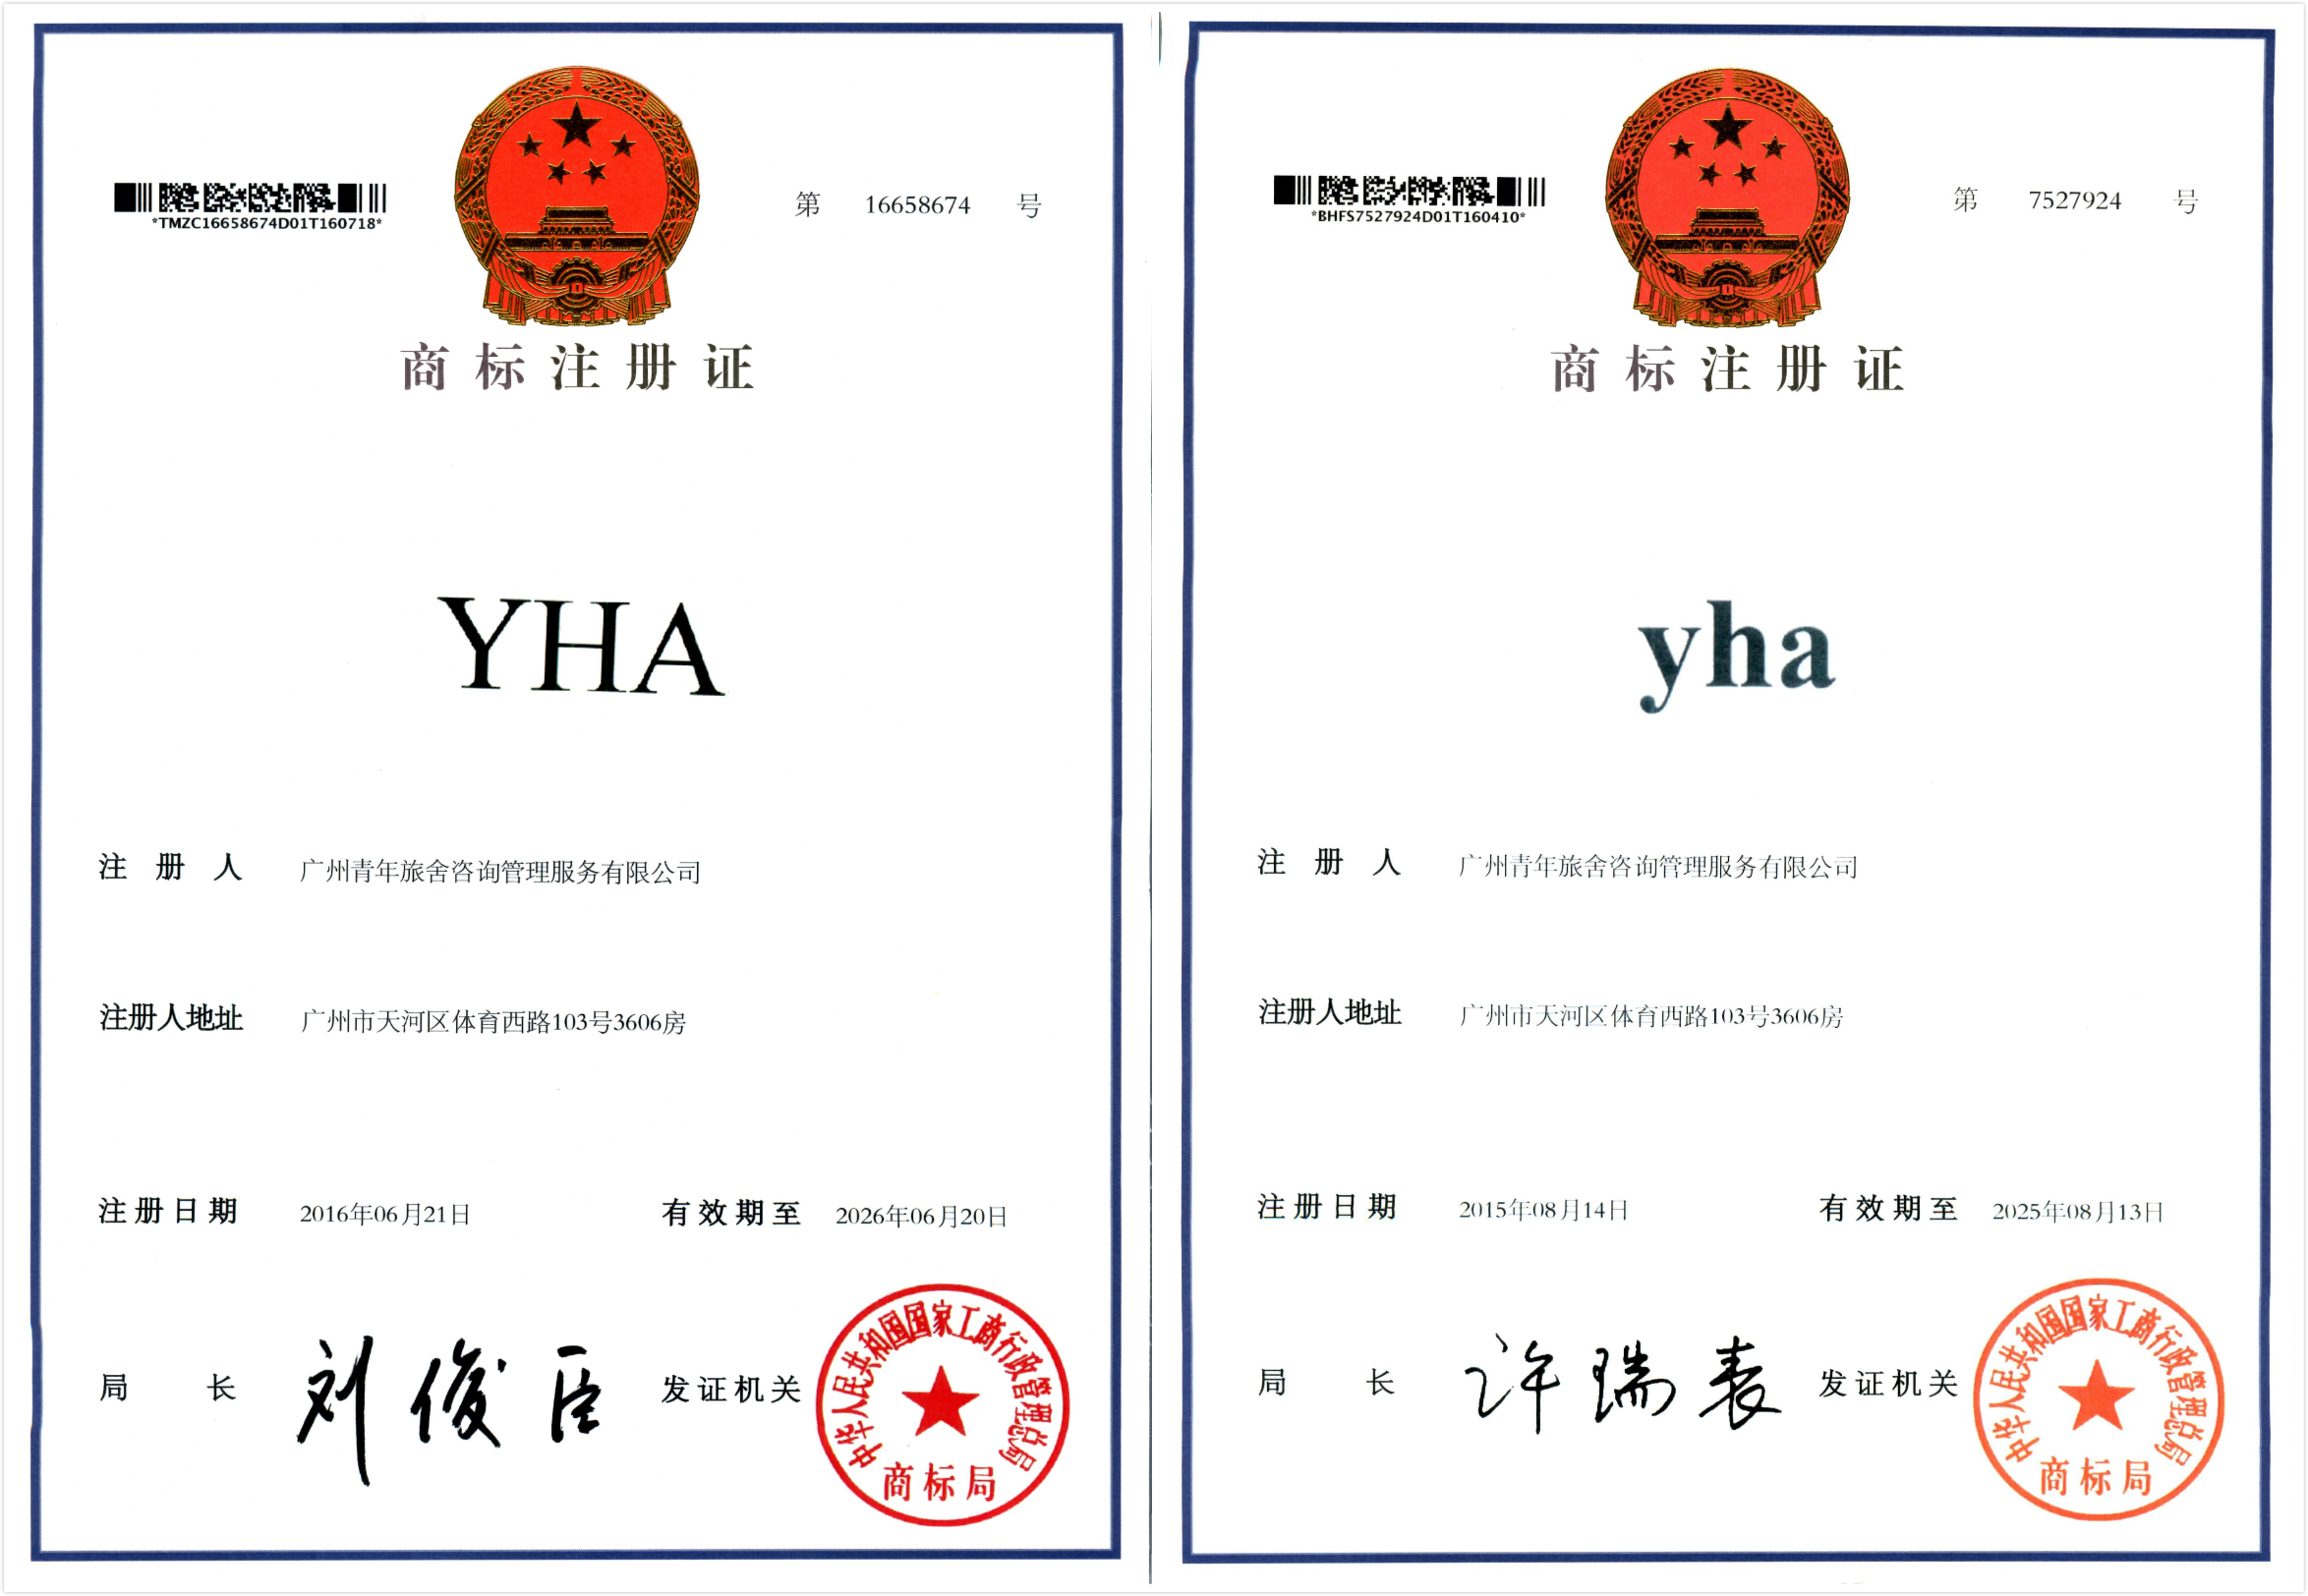 *TMZC16658674D01T160718*
第 16658674 号
商标注册证
YHA
注册人 广州青年旅舍咨询管理服务有限公司
注册人地址 广州市天河区体育西路103号3606房
注册日期 2016年06月21日 有效期至 2026年06月20日
局长 刘俊臣 发证机关
中华人民共和国国家工商行政管理总局
商标局
*BHFS7527924D01T160410*
第 7527924 号
商标注册证
yha
注册人 广州青年旅舍咨询管理服务有限公司
注册人地址 广州市天河区体育西路103号3606房
注册日期 2015年08月14日 有效期至 2025年08月13日
局长 许瑞表 发证机关
中华人民共和国国家工商行政管理总局
商标局